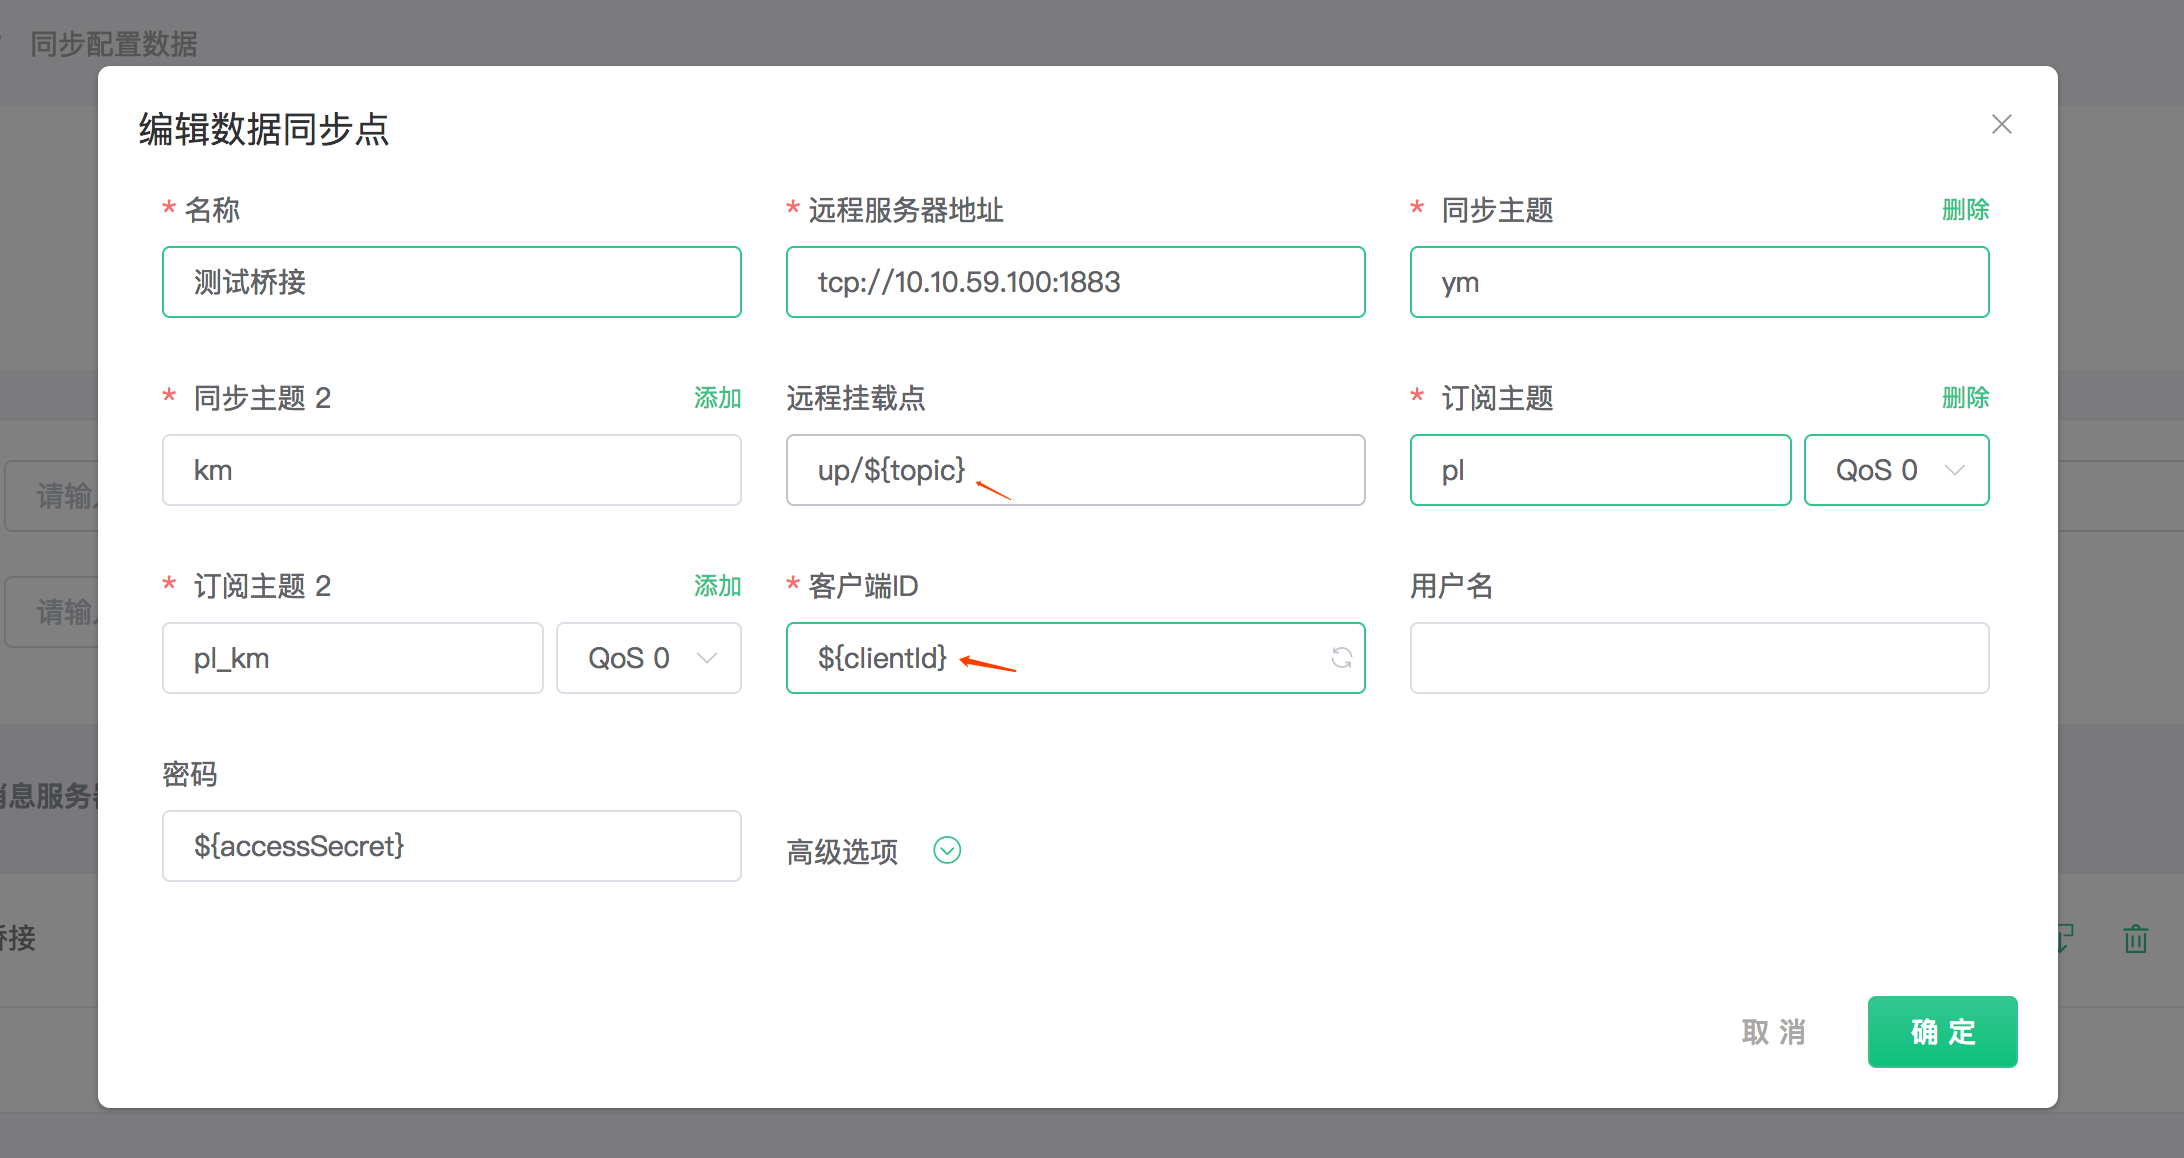 同步配置数据
编辑数据同步点
* 名称
* 远程服务器地址
* 同步主题 删除
测试桥接
tcp://10.10.59.100:1883
ym
* 同步主题 2 添加
远程挂载点
* 订阅主题 删除
km
up/${topic}
pl
QoS 0
* 订阅主题 2 添加
* 客户端ID
用户名
pl_km
QoS 0
${clientId}
密码
${accessSecret}
高级选项
取 消
确 定
请输
请输
息服务
接